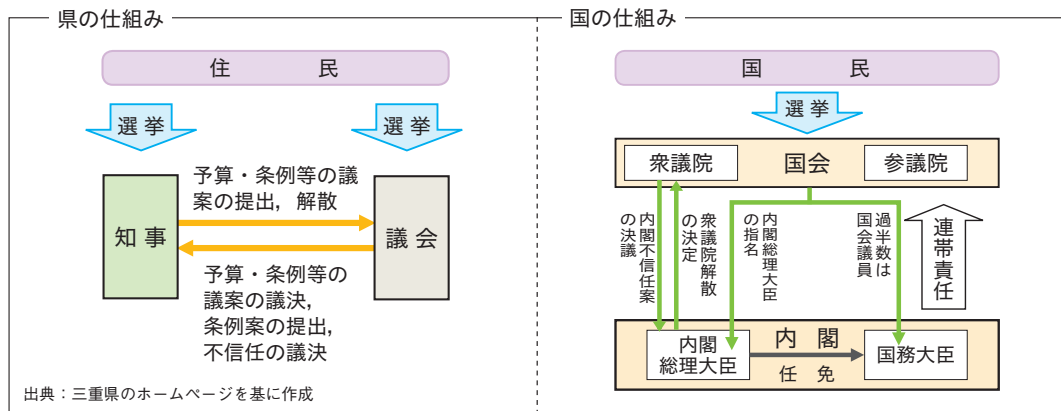 県の仕組み
住民
選挙
選挙
知事
予算・条例等の議
案の提出，解散
議会
予算・条例等の
議案の議決，
条例案の提出，
不信任の議決
出典：三重県のホームページを基に作成
国の仕組み
国民
選挙
衆議院
国会
参議院
内閣不信任案
の決議
衆議院解散
の決定
内閣総理大臣
の指名
過半数は
国会議員
連帯責任
内閣
内閣
総理大臣
任免
国務大臣